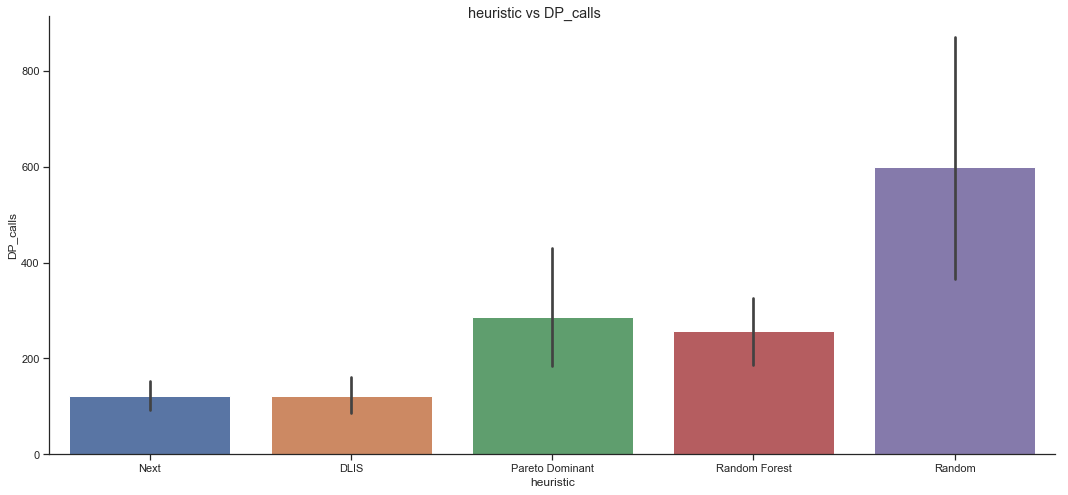 heuristic vs DP_calls
DP_calls
800
600
400
200
0
Next DLIS Pareto Dominant Random Forest Random
heuristic